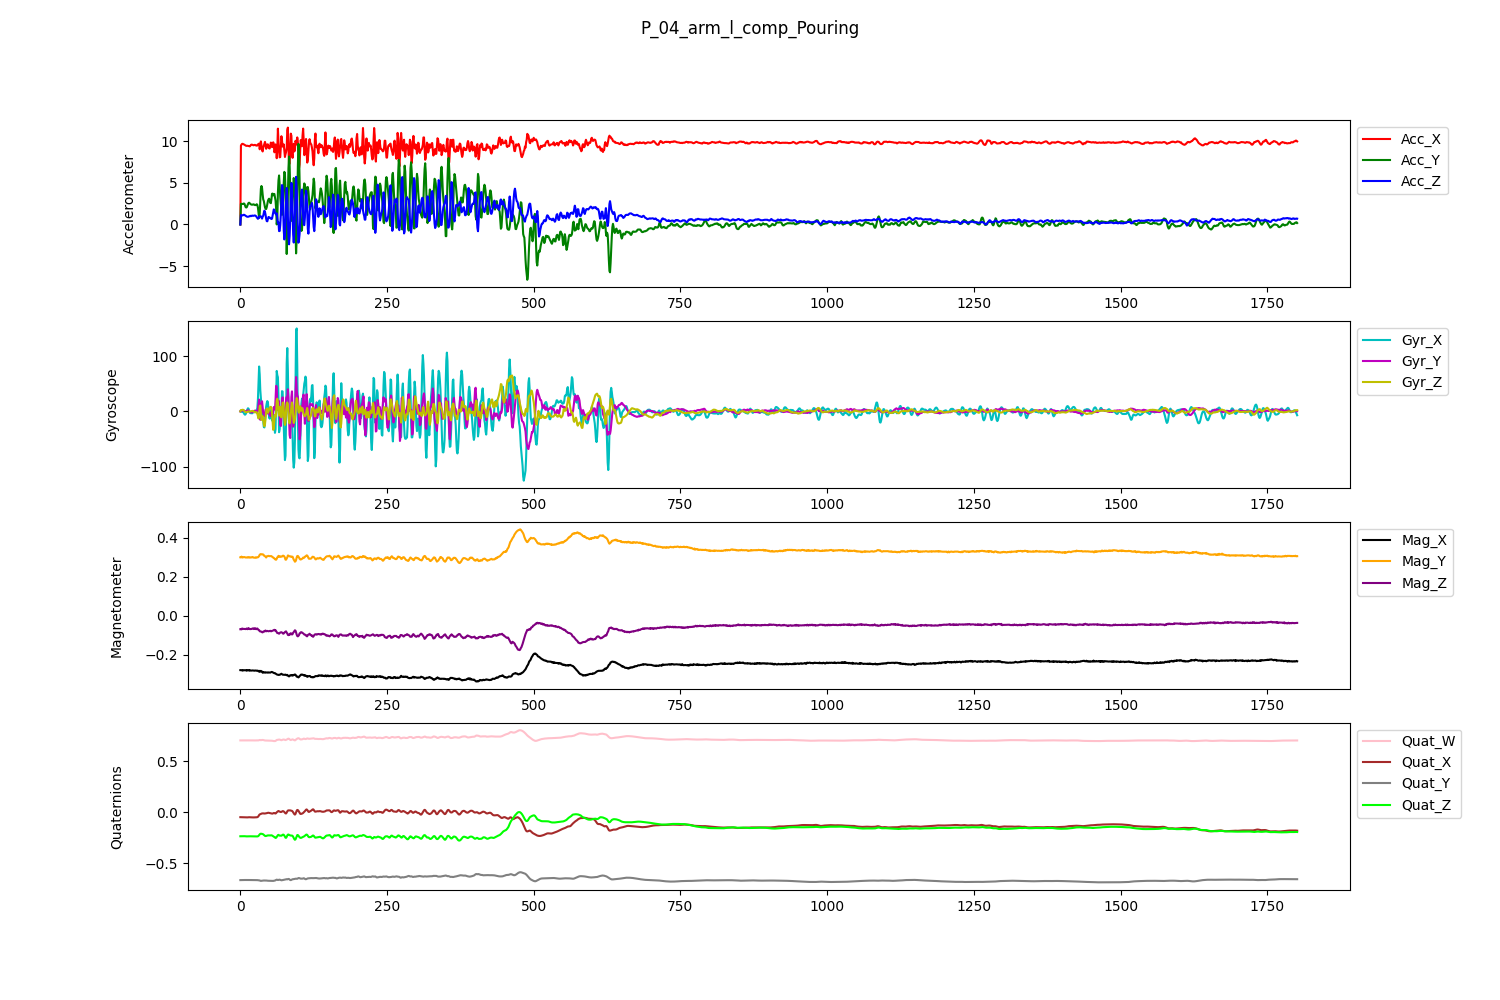 P_04_arm_l_comp_Pouring
Accelerometer
10
5
0
−5
0 250 500 750 1000 1250 1500 1750
Acc_X
Acc_Y
Acc_Z
Gyroscope
100
0
−100
0 250 500 750 1000 1250 1500 1750
Gyr_X
Gyr_Y
Gyr_Z
Magnetometer
0.4
0.2
0.0
−0.2
0 250 500 750 1000 1250 1500 1750
Mag_X
Mag_Y
Mag_Z
Quaternions
0.5
0.0
−0.5
0 250 500 750 1000 1250 1500 1750
Quat_W
Quat_X
Quat_Y
Quat_Z